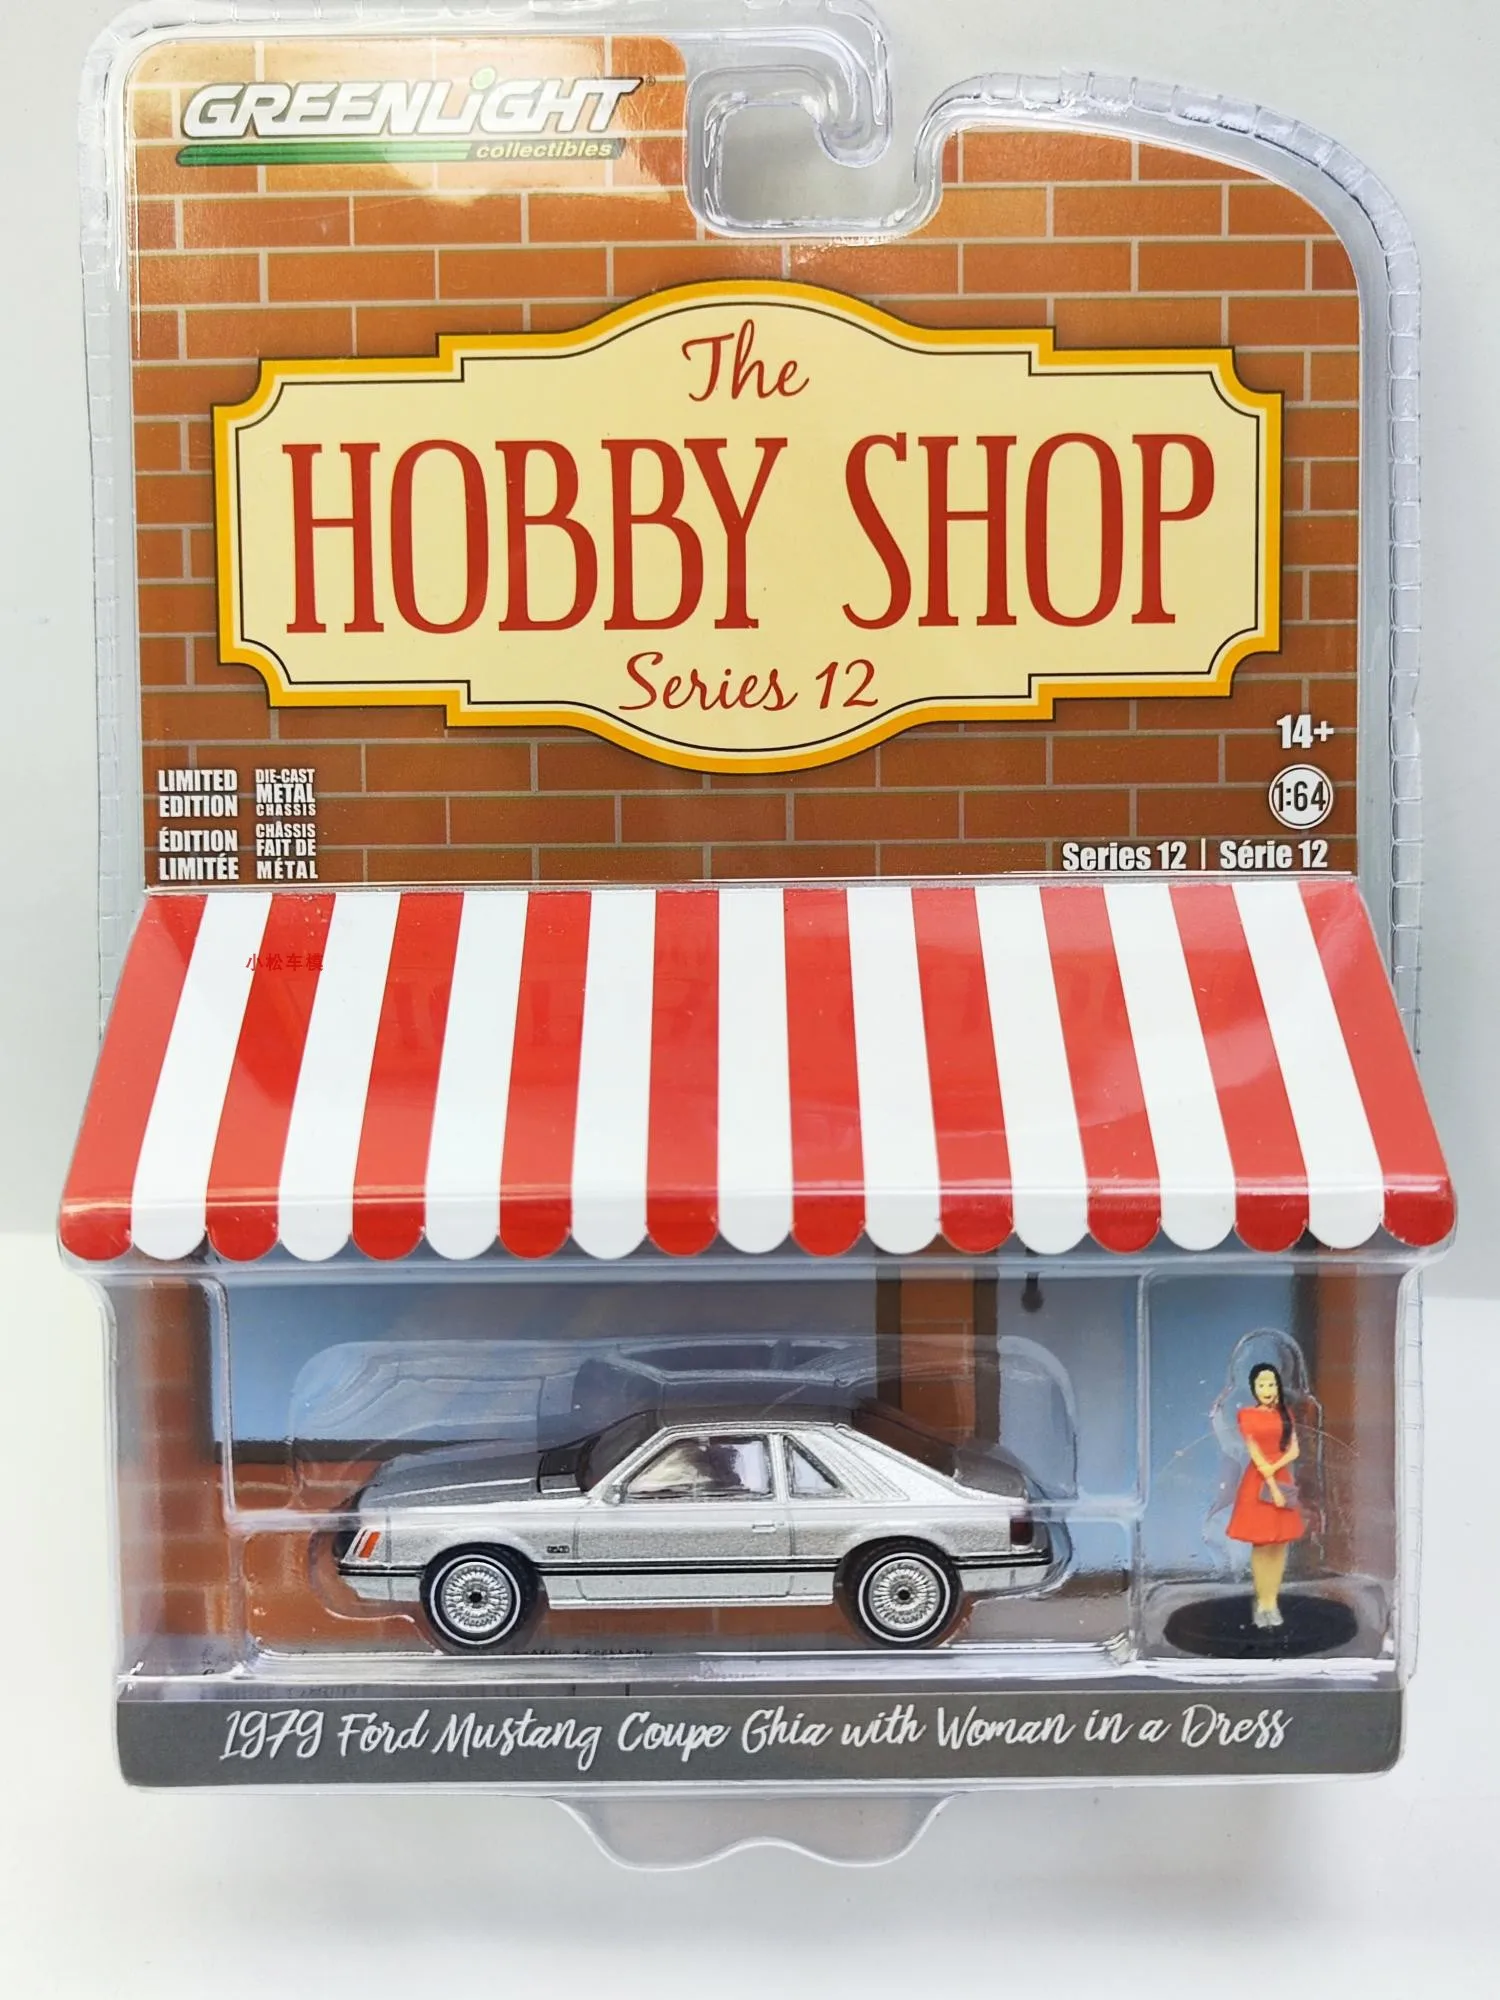 GREENLiGHT
collectibles
The
HOBBY SHOP
Series 12
14+
1:64
LIMITED
EDITION
ÉDITION
LIMITÉE
DIE-CAST
METAL
CHASSIS
CHÂSSIS
FAIT DE
MÉTAL
Series 12 | Série 12
小松车模
5.0
1979 Ford Mustang Coupe Ghia with Woman in a Dress